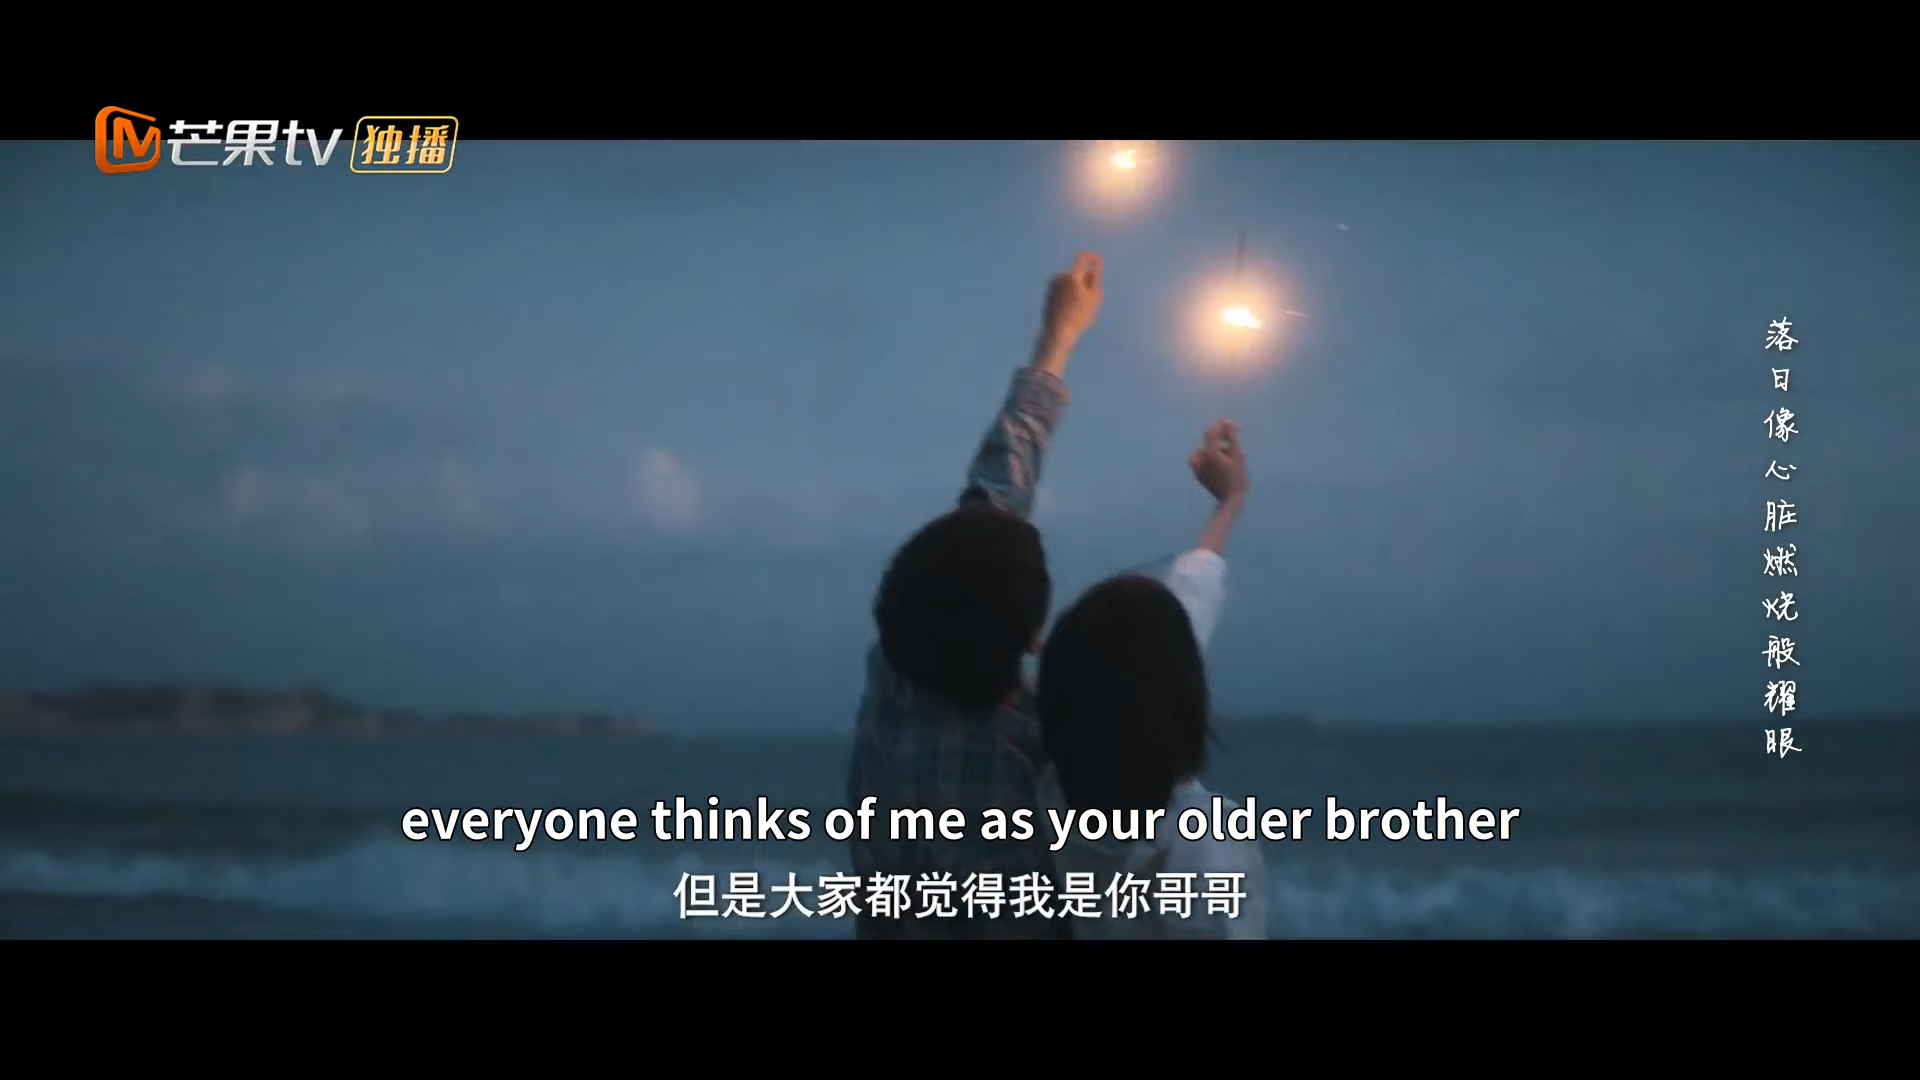 芒果tv 独播
落日像心脏燃烧般耀眼
everyone thinks of me as your older brother
但是大家都觉得我是你哥哥